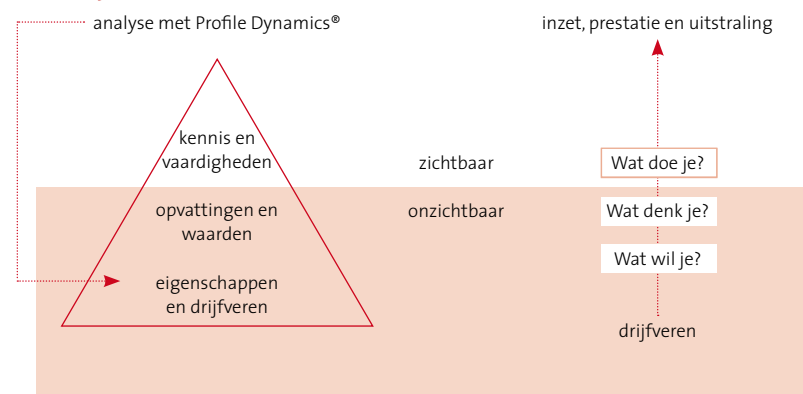 analyse met Profile Dynamics®
inzet, prestatie en uitstraling
kennis en
vaardigheden
zichtbaar
Wat doe je?
opvattingen en
waarden
onzichtbaar
Wat denk je?
Wat wil je?
eigenschappen
en drijfveren
drijfveren